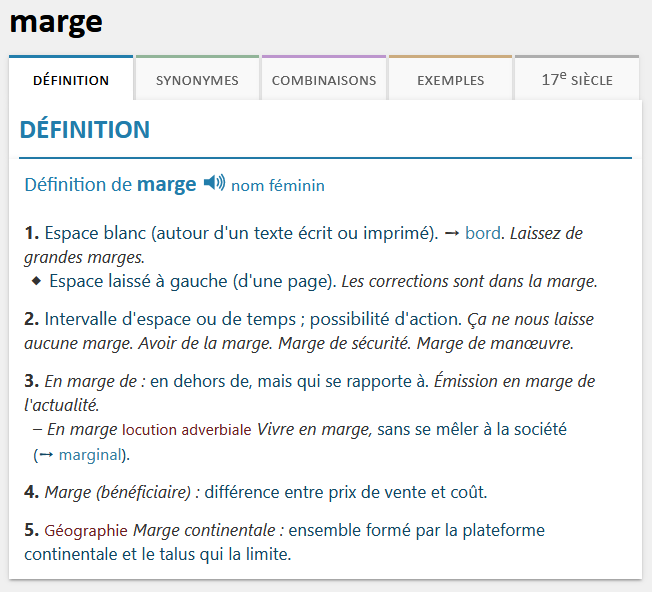 marge
DÉFINITION SYNONYMES COMBINAISONS EXEMPLES 17e SIÈCLE
DÉFINITION
Définition de marge nom féminin
1. Espace blanc (autour d'un texte écrit ou imprimé). → bord. Laissez de
grandes marges.
◆ Espace laissé à gauche (d'une page). Les corrections sont dans la marge.
2. Intervalle d'espace ou de temps ; possibilité d'action. Ça ne nous laisse
aucune marge. Avoir de la marge. Marge de sécurité. Marge de manœuvre.
3. En marge de : en dehors de, mais qui se rapporte à. Émission en marge de
l'actualité.
– En marge locution adverbiale Vivre en marge, sans se mêler à la société
(↔ marginal).
4. Marge (bénéficiaire) : différence entre prix de vente et coût.
5. Géographie Marge continentale : ensemble formé par la plateforme
continentale et le talus qui la limite.